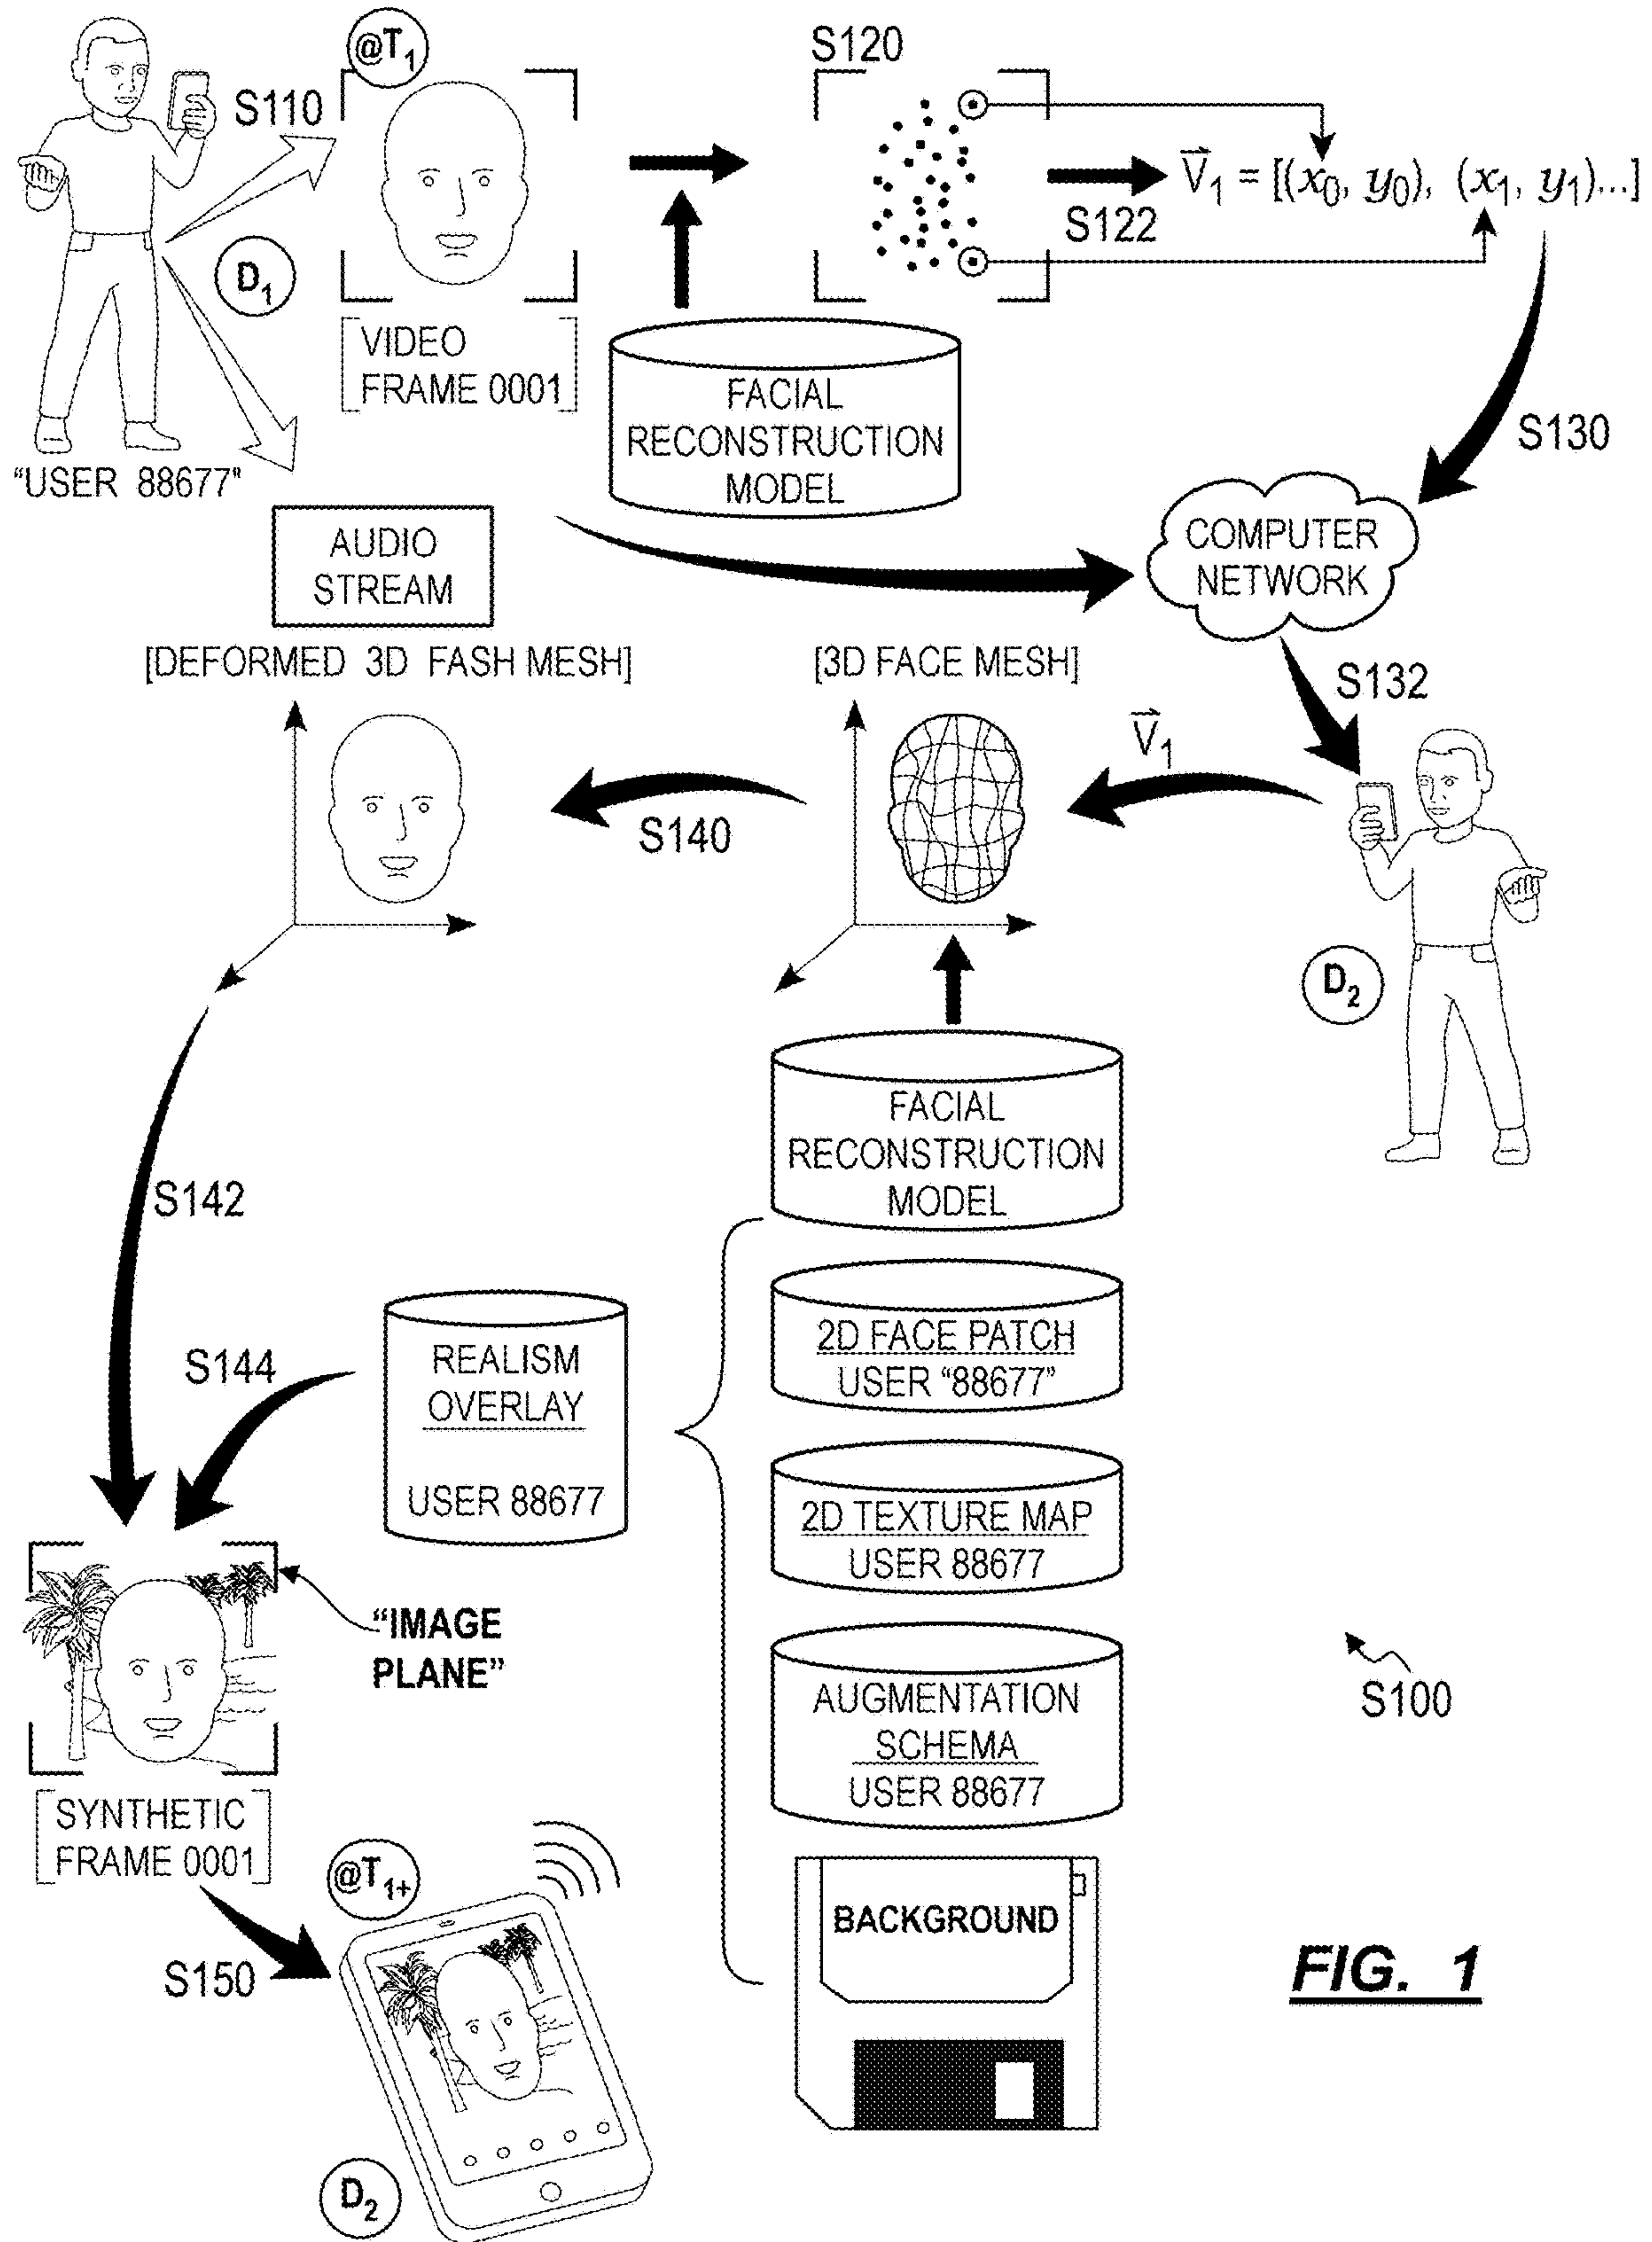 @T1
S120
S110
V⃗1 = [(x0, y0), (x1, y1)...]
S122
D1
[VIDEO
FRAME 0001]
FACIAL
RECONSTRUCTION
MODEL
S130
"USER 88677"
AUDIO
STREAM
COMPUTER
NETWORK
[DEFORMED 3D FASH MESH]
[3D FACE MESH]
S132
V⃗1
S140
D2
FACIAL
RECONSTRUCTION
MODEL
S142
2D FACE PATCH
USER "88677"
S144
REALISM
OVERLAY
USER 88677
2D TEXTURE MAP
USER 88677
"IMAGE
PLANE"
AUGMENTATION
SCHEMA
USER 88677
S100
[SYNTHETIC
FRAME 0001]
@T1+
BACKGROUND
S150
FIG. 1
D2